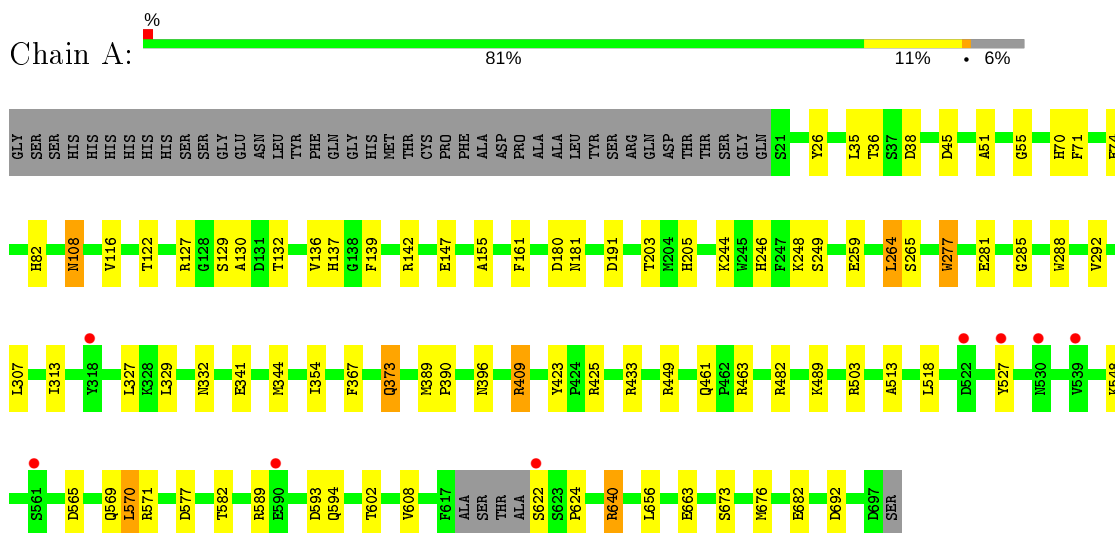 %
Chain A:
81% 11% • 6%
GLY SER SER HIS HIS HIS HIS HIS HIS SER SER GLY GLU ASN LEU TYR PHE GLN GLY HIS MET THR CYS PRO PHE ALA ASP PRO ALA ALA LEU TYR SER ARG GLN ASP THR THR SER GLY GLN S21 Y26 L35 T36 S37 D38 D45 A51 G55 H70 F71
H82 N108 V116 T122 R127 G128 S129 A130 D131 T132 V136 H137 G138 F139 R142 E147 A155 F161 D180 N181 D191 T203 M204 H205 K244 W245 H246 F247 K248 S249 E259 L264 S265 W277 E281 G285 W288 V292
L307 I313 Y318 L327 K328 L329 N332 E341 M344 I354 F367 Q373 M389 P390 N396 R409 Y423 P424 R425 R433 R449 Q461 P462 R463 R482 K489 R503 A513 L518 D522 Y527 N530 V539 K548
S561 D565 Q569 L570 R571 D577 T582 R589 E590 D593 Q594 T602 V608 F617 ALA SER THR ALA S622 S623 P624 R640 L656 E663 S673 M676 E682 D692 D697 SER